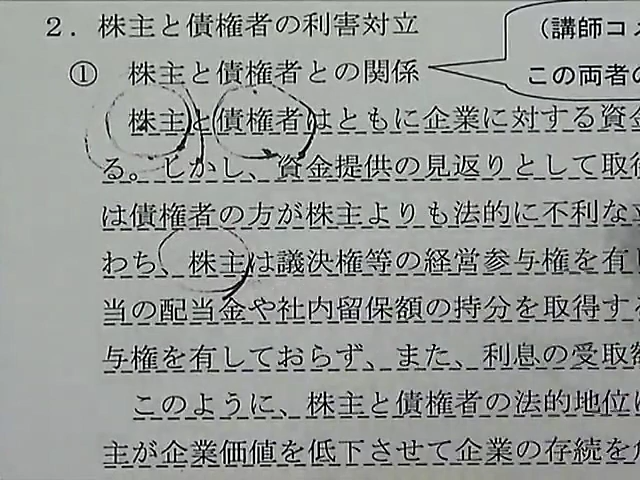 2．株主と債権者の利害対立
（講師コメ
① 株主と債権者との関係
この両者の
株主と債権者はともに企業に対する資金
る。しかし、資金提供の見返りとして取得
は債権者の方が株主よりも法的に不利な
わち、株主は議決権等の経営参与権を有し
当の配当金や社内留保額の持分を取得する
与権を有しておらず、また、利息の受取額
このように、株主と債権者の法的地位は
主が企業価値を低下させて企業の存続を危